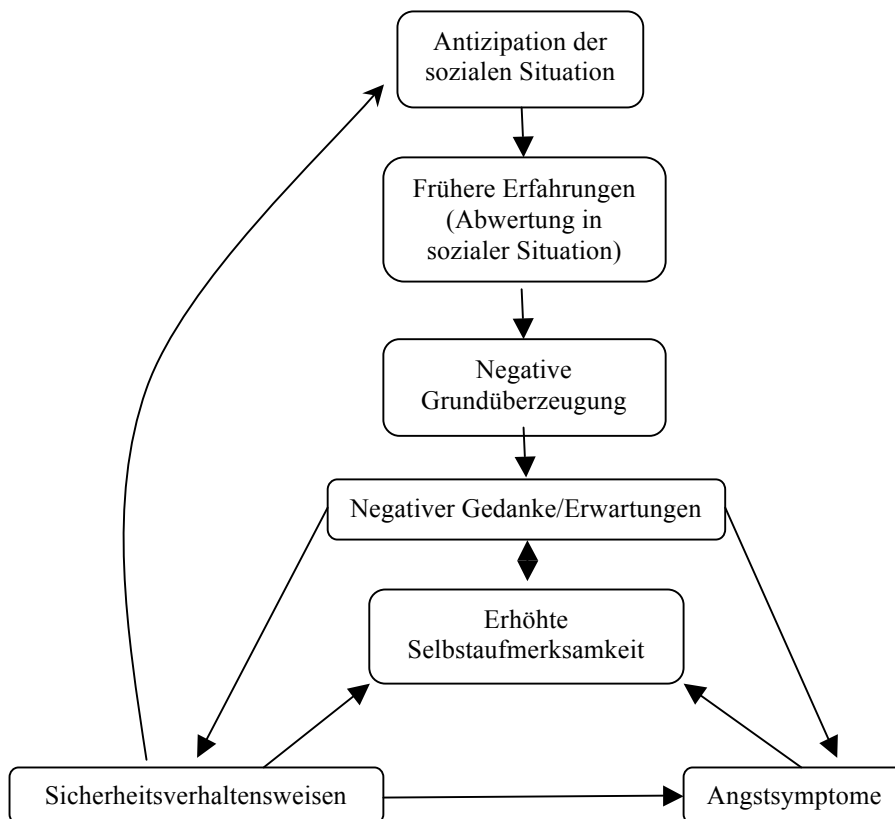 Antizipation der
sozialen Situation
Frühere Erfahrungen
(Abwertung in
sozialer Situation)
Negative
Grundüberzeugung
Negativer Gedanke/Erwartungen
Erhöhte
Selbstaufmerksamkeit
Sicherheitsverhaltensweisen
Angstsymptome